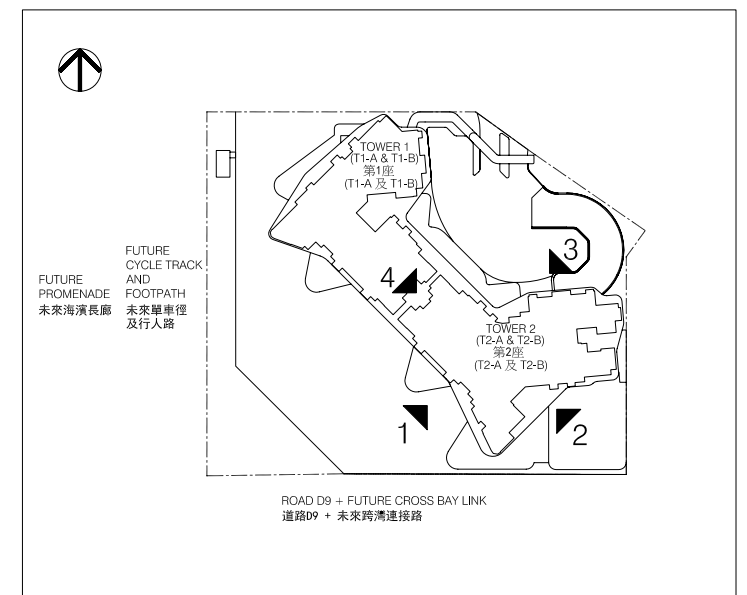 TOWER 1
(T1-A & T1-B)
第1座
(T1-A 及 T1-B)
3
4
FUTURE
PROMENADE
未來海濱長廊
FUTURE
CYCLE TRACK
AND
FOOTPATH
未來單車徑
及行人路
TOWER 2
(T2-A & T2-B)
第2座
(T2-A 及 T2-B)
1
2
ROAD D9 + FUTURE CROSS BAY LINK
道路D9 + 未來跨灣連接路